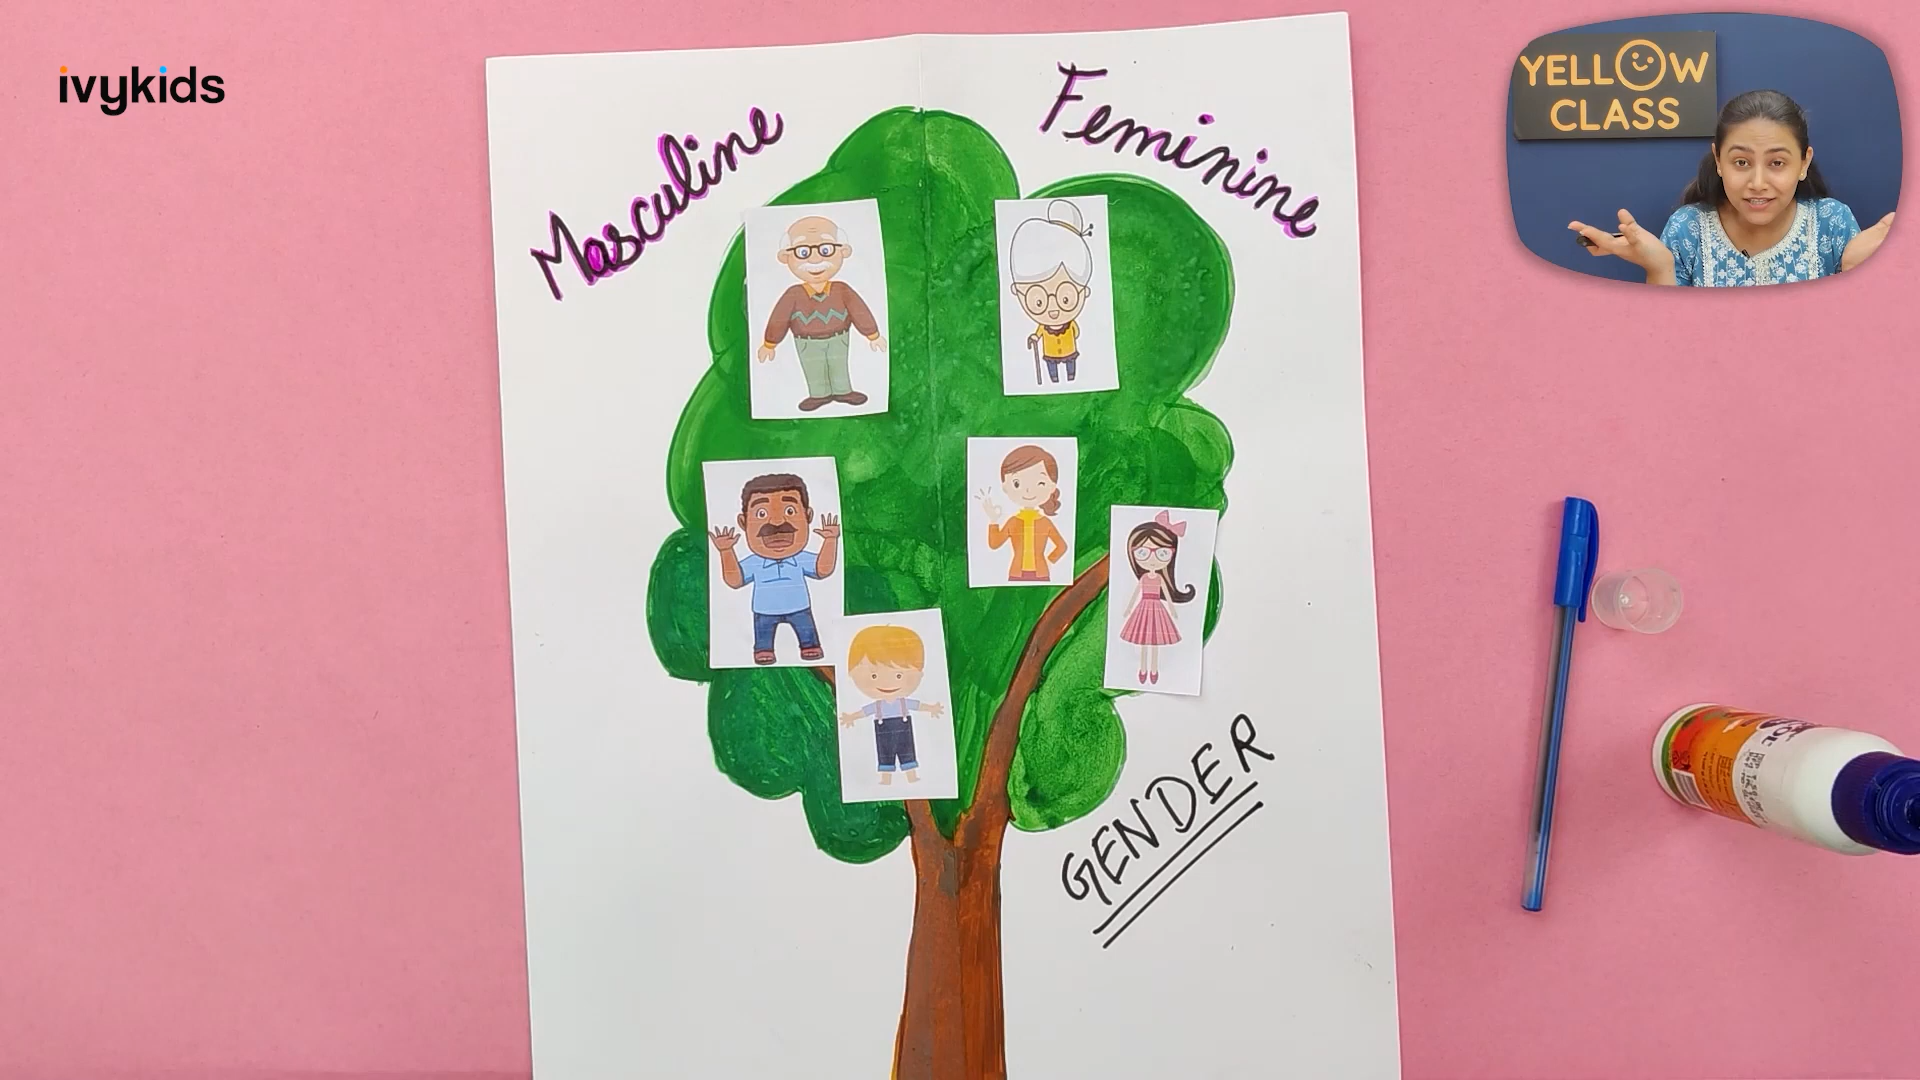 ivykids
YELLOW
CLASS
Masculine
Feminine
GENDER